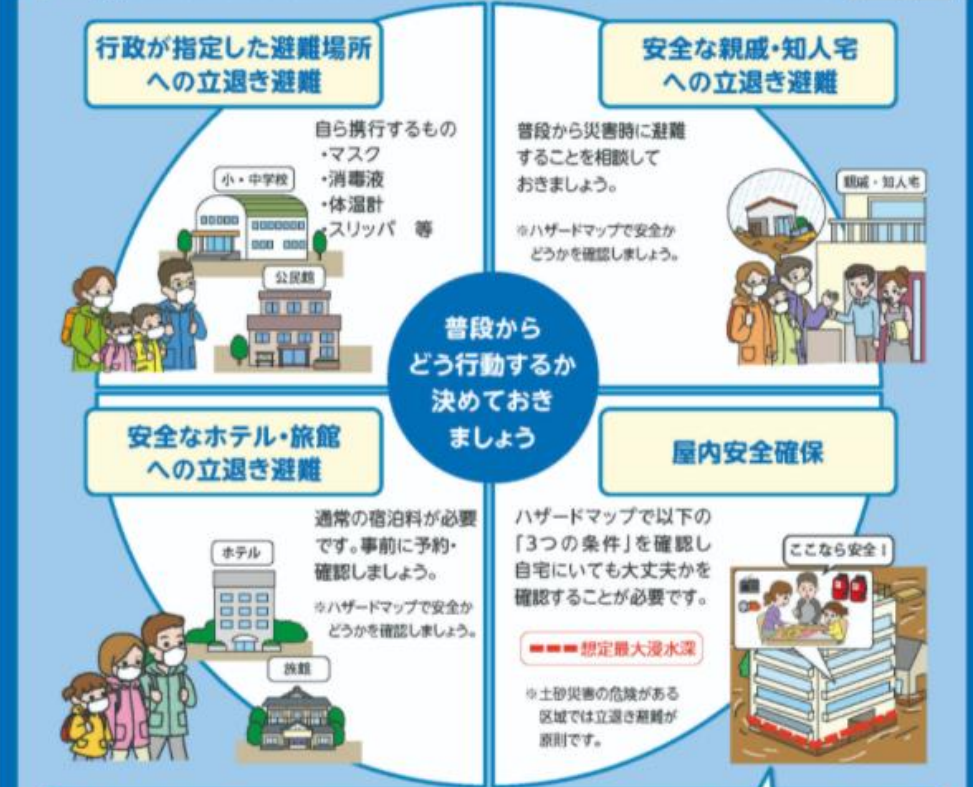 行政が指定した避難場所
への立退き避難
自ら携行するもの
・マスク
・消毒液
・体温計
・スリッパ 等
小・中学校
公民館
安全な親戚・知人宅
への立退き避難
普段から災害時に避難
することを相談して
おきましょう。
※ハザードマップで安全か
どうかを確認しましょう。
親戚・知人宅
普段から
どう行動するか
決めておき
ましょう
安全なホテル・旅館
への立退き避難
通常の宿泊料が必要
です。事前に予約・
確認しましょう。
※ハザードマップで安全か
どうかを確認しましょう。
ホテル
旅館
屋内安全確保
ハザードマップで以下の
「3つの条件」を確認し
自宅にいても大丈夫かを
確認することが必要です。
想定最大浸水深
※土砂災害の危険がある
区域では立退き避難が
原則です。
ここなら安全!